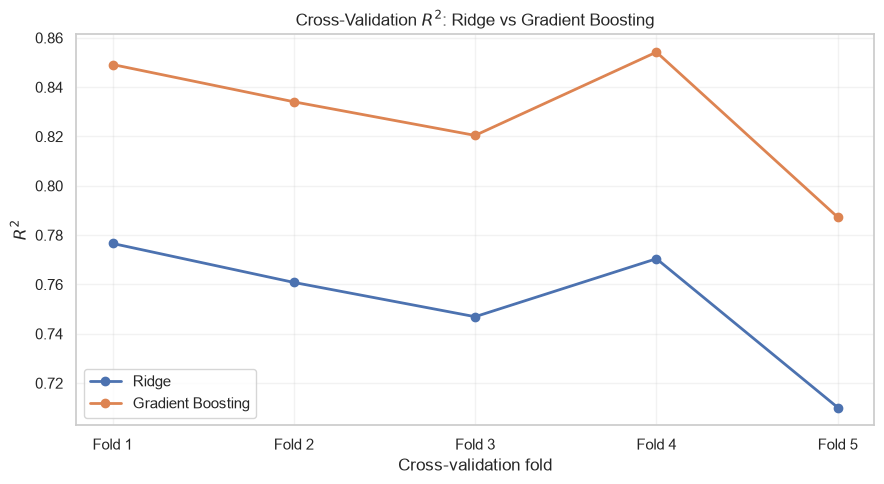 Cross-Validation $R^2$: Ridge vs Gradient Boosting
0.86
0.84
0.82
0.80
0.78
0.76
0.74
0.72
$R^2$
Ridge
Gradient Boosting
Fold 1 Fold 2 Fold 3 Fold 4 Fold 5
Cross-validation fold